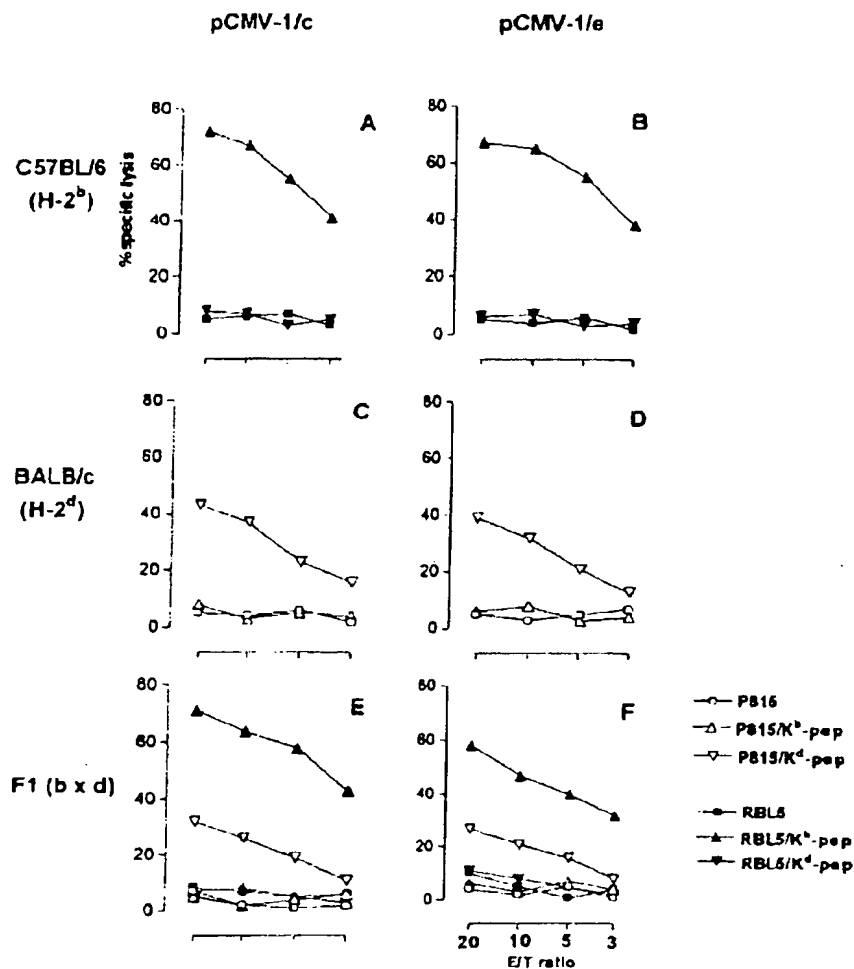 pCMV-1/c
pCMV-1/e
C57BL/6
(H-2b)
% specific lysis
80
60
40
20
0
A
80
60
40
20
0
B
BALB/c
(H-2d)
80
60
40
20
0
C
80
60
40
20
0
D
F1 (b x d)
80
60
40
20
0
E
80
60
40
20
0
F
20 10 5 3
E/T ratio
P815
P815/Kb-pep
P815/Kd-pep
RBL5
RBL5/Kb-pep
RBL5/Kd-pep